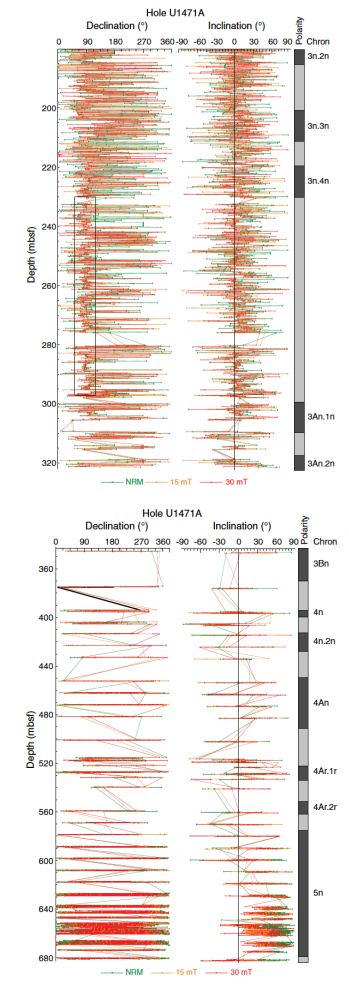 Hole U1471A
Declination (°) Inclination (°) Polarity
0 90 180 270 360 -90 -60 -30 0 30 60 90 Chron
3n.2n
200
3n.3n
220
3n.4n
240
Depth (mbsf)
260
280
300
3An.1n
320
3An.2n
NRM 15 mT 30 mT
Hole U1471A
Declination (°) Inclination (°) Polarity
0 90 180 270 360 -90 -60 -30 0 30 60 90 Chron
360
3Bn
400
4n
4n.2n
440
480
4An
Depth (mbsf)
520
4Ar.1r
560
4Ar.2r
600
5n
640
680
NRM 15 mT 30 mT